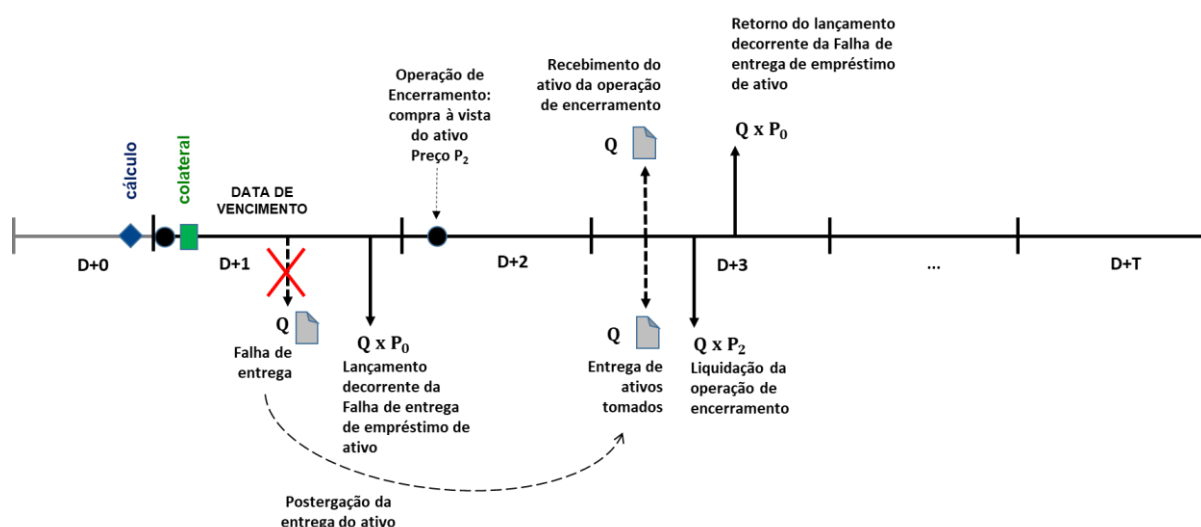 Retorno do lançamento
decorrente da Falha de
entrega de empréstimo
de ativo
Recebimento do
ativo da operação
de encerramento
Operação de
Encerramento:
compra à vista
do ativo
Preço P₂
Q x P₀
Q
cálculo
colateral
DATA DE
VENCIMENTO
D+0
D+1
D+2
D+3
...
D+T
Q
Falha de
entrega
Q x P₀
Lançamento
decorrente da
Falha de entrega
de empréstimo de
ativo
Q
Entrega de
ativos
tomados
Q x P₂
Liquidação da
operação de
encerramento
Postergação da
entrega do ativo